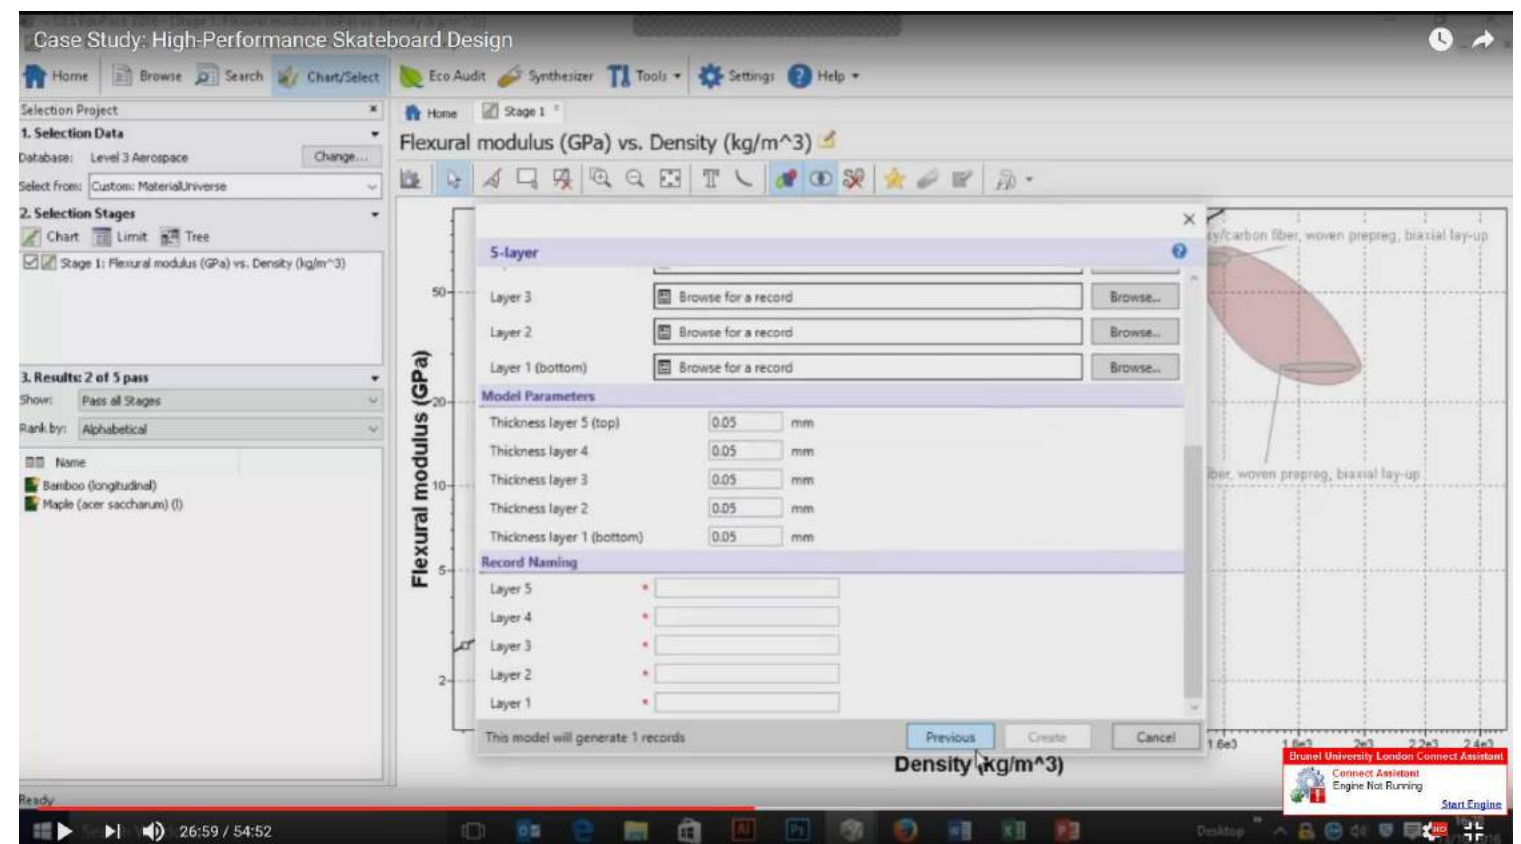 Case Study: High-Performance Skateboard Design
Home Browse Search Chart/Select Eco Audit Synthesizer Tools Settings Help
Selection Project
Home Stage 1
1. Selection Data
Database: Level 3 Aerospace Change...
Select from: Custom: MaterialUniverse
2. Selection Stages
Chart Limit Tree
Stage 1: Flexural modulus (GPa) vs. Density (kg/m^3)
3. Results: 2 of 5 pass
Show: Pass all Stages
Rank by: Alphabetical
Name
Bamboo (longitudinal)
Maple (acer saccharum) (l)
Ready
Flexural modulus (GPa) vs. Density (kg/m^3)
Flexural modulus (GPa)
50
20
10
5
2
5-layer
Layer 3 Browse for a record Browse...
Layer 2 Browse for a record Browse...
Layer 1 (bottom) Browse for a record Browse...
Model Parameters
Thickness layer 5 (top) 0.05 mm
Thickness layer 4 0.05 mm
Thickness layer 3 0.05 mm
Thickness layer 2 0.05 mm
Thickness layer 1 (bottom) 0.05 mm
Record Naming
Layer 5 *
Layer 4 *
Layer 3 *
Layer 2 *
Layer 1 *
This model will generate 1 records Previous Create Cancel
y/carbon fiber, woven prepreg, biaxial lay-up
ber, woven prepreg, biaxial lay-up
1.6e3 1.8e3 2e3 2.2e3 2.4e3
Density (kg/m^3)
Brunel University London Connect Assistant
Connect Assistant
Engine Not Running
Start Engine
26:59 / 54:52
Desktop
HD